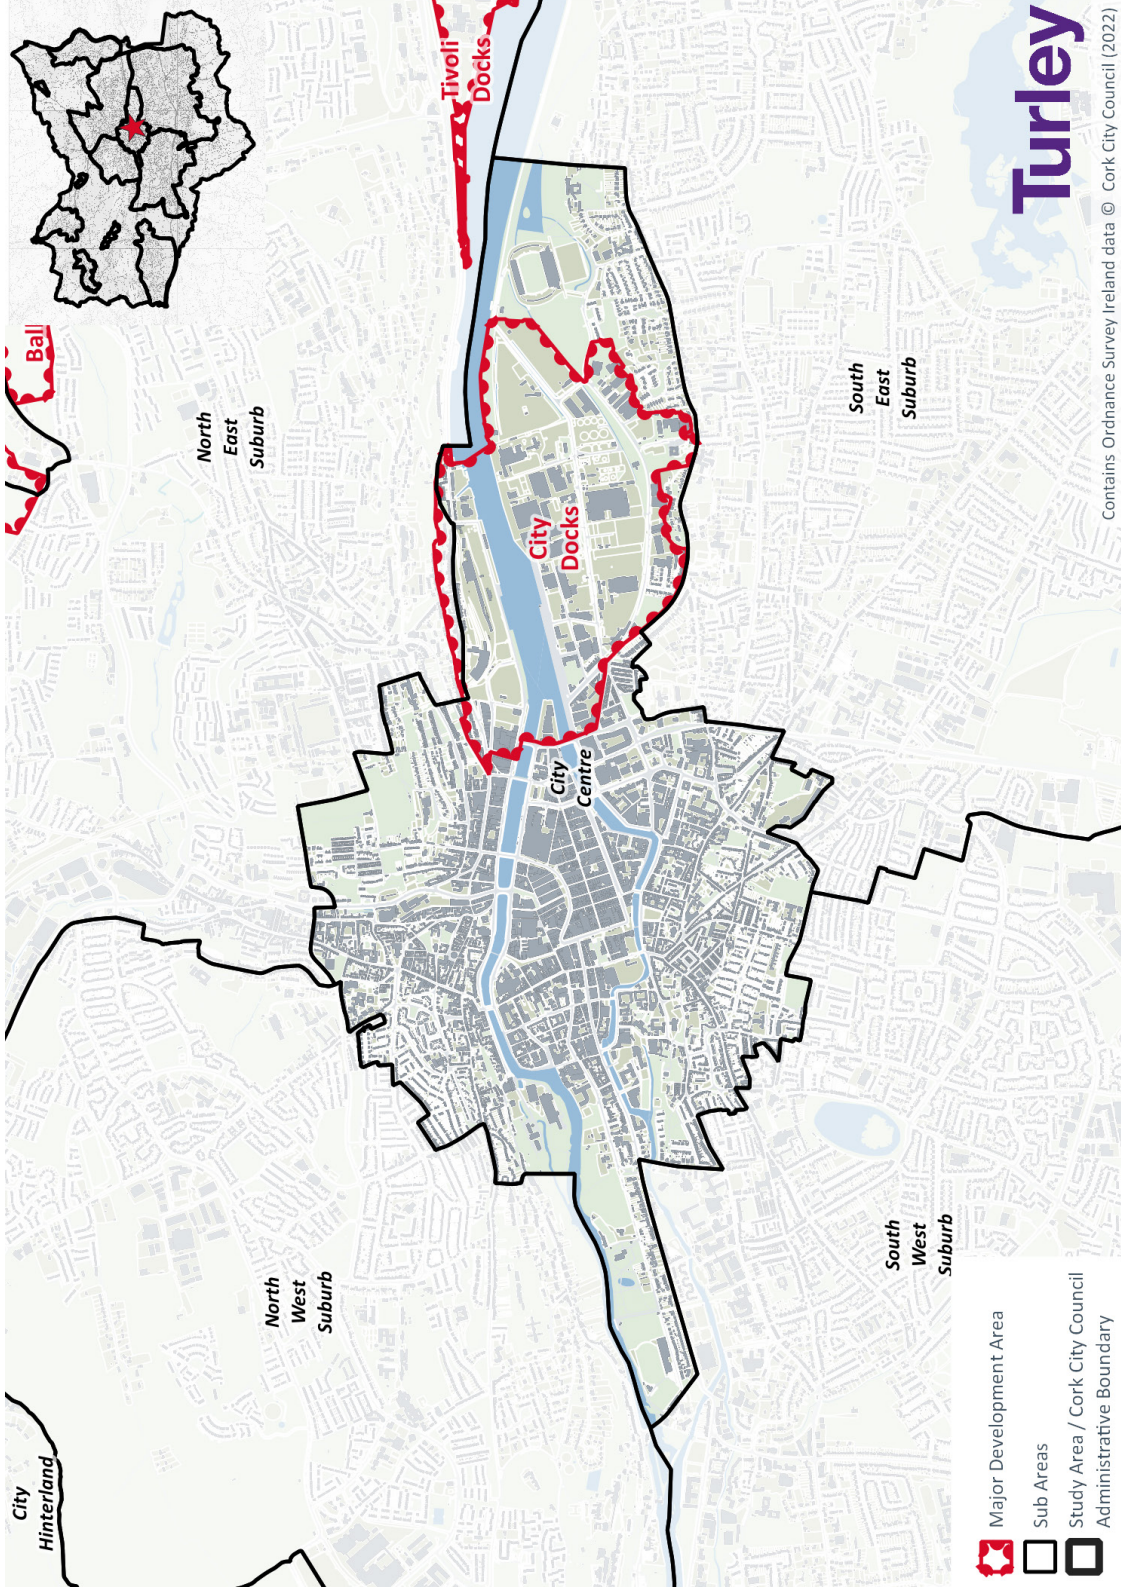 Tivoli
Docks
Ball
North
East
Suburb
City
Docks
City
Centre
South
East
Suburb
North
West
Suburb
South
West
Suburb
City
Hinterland
Major Development Area
Sub Areas
Study Area / Cork City Council
Administrative Boundary
Turley
Contains Ordnance Survey Ireland data © Cork City Council (2022)